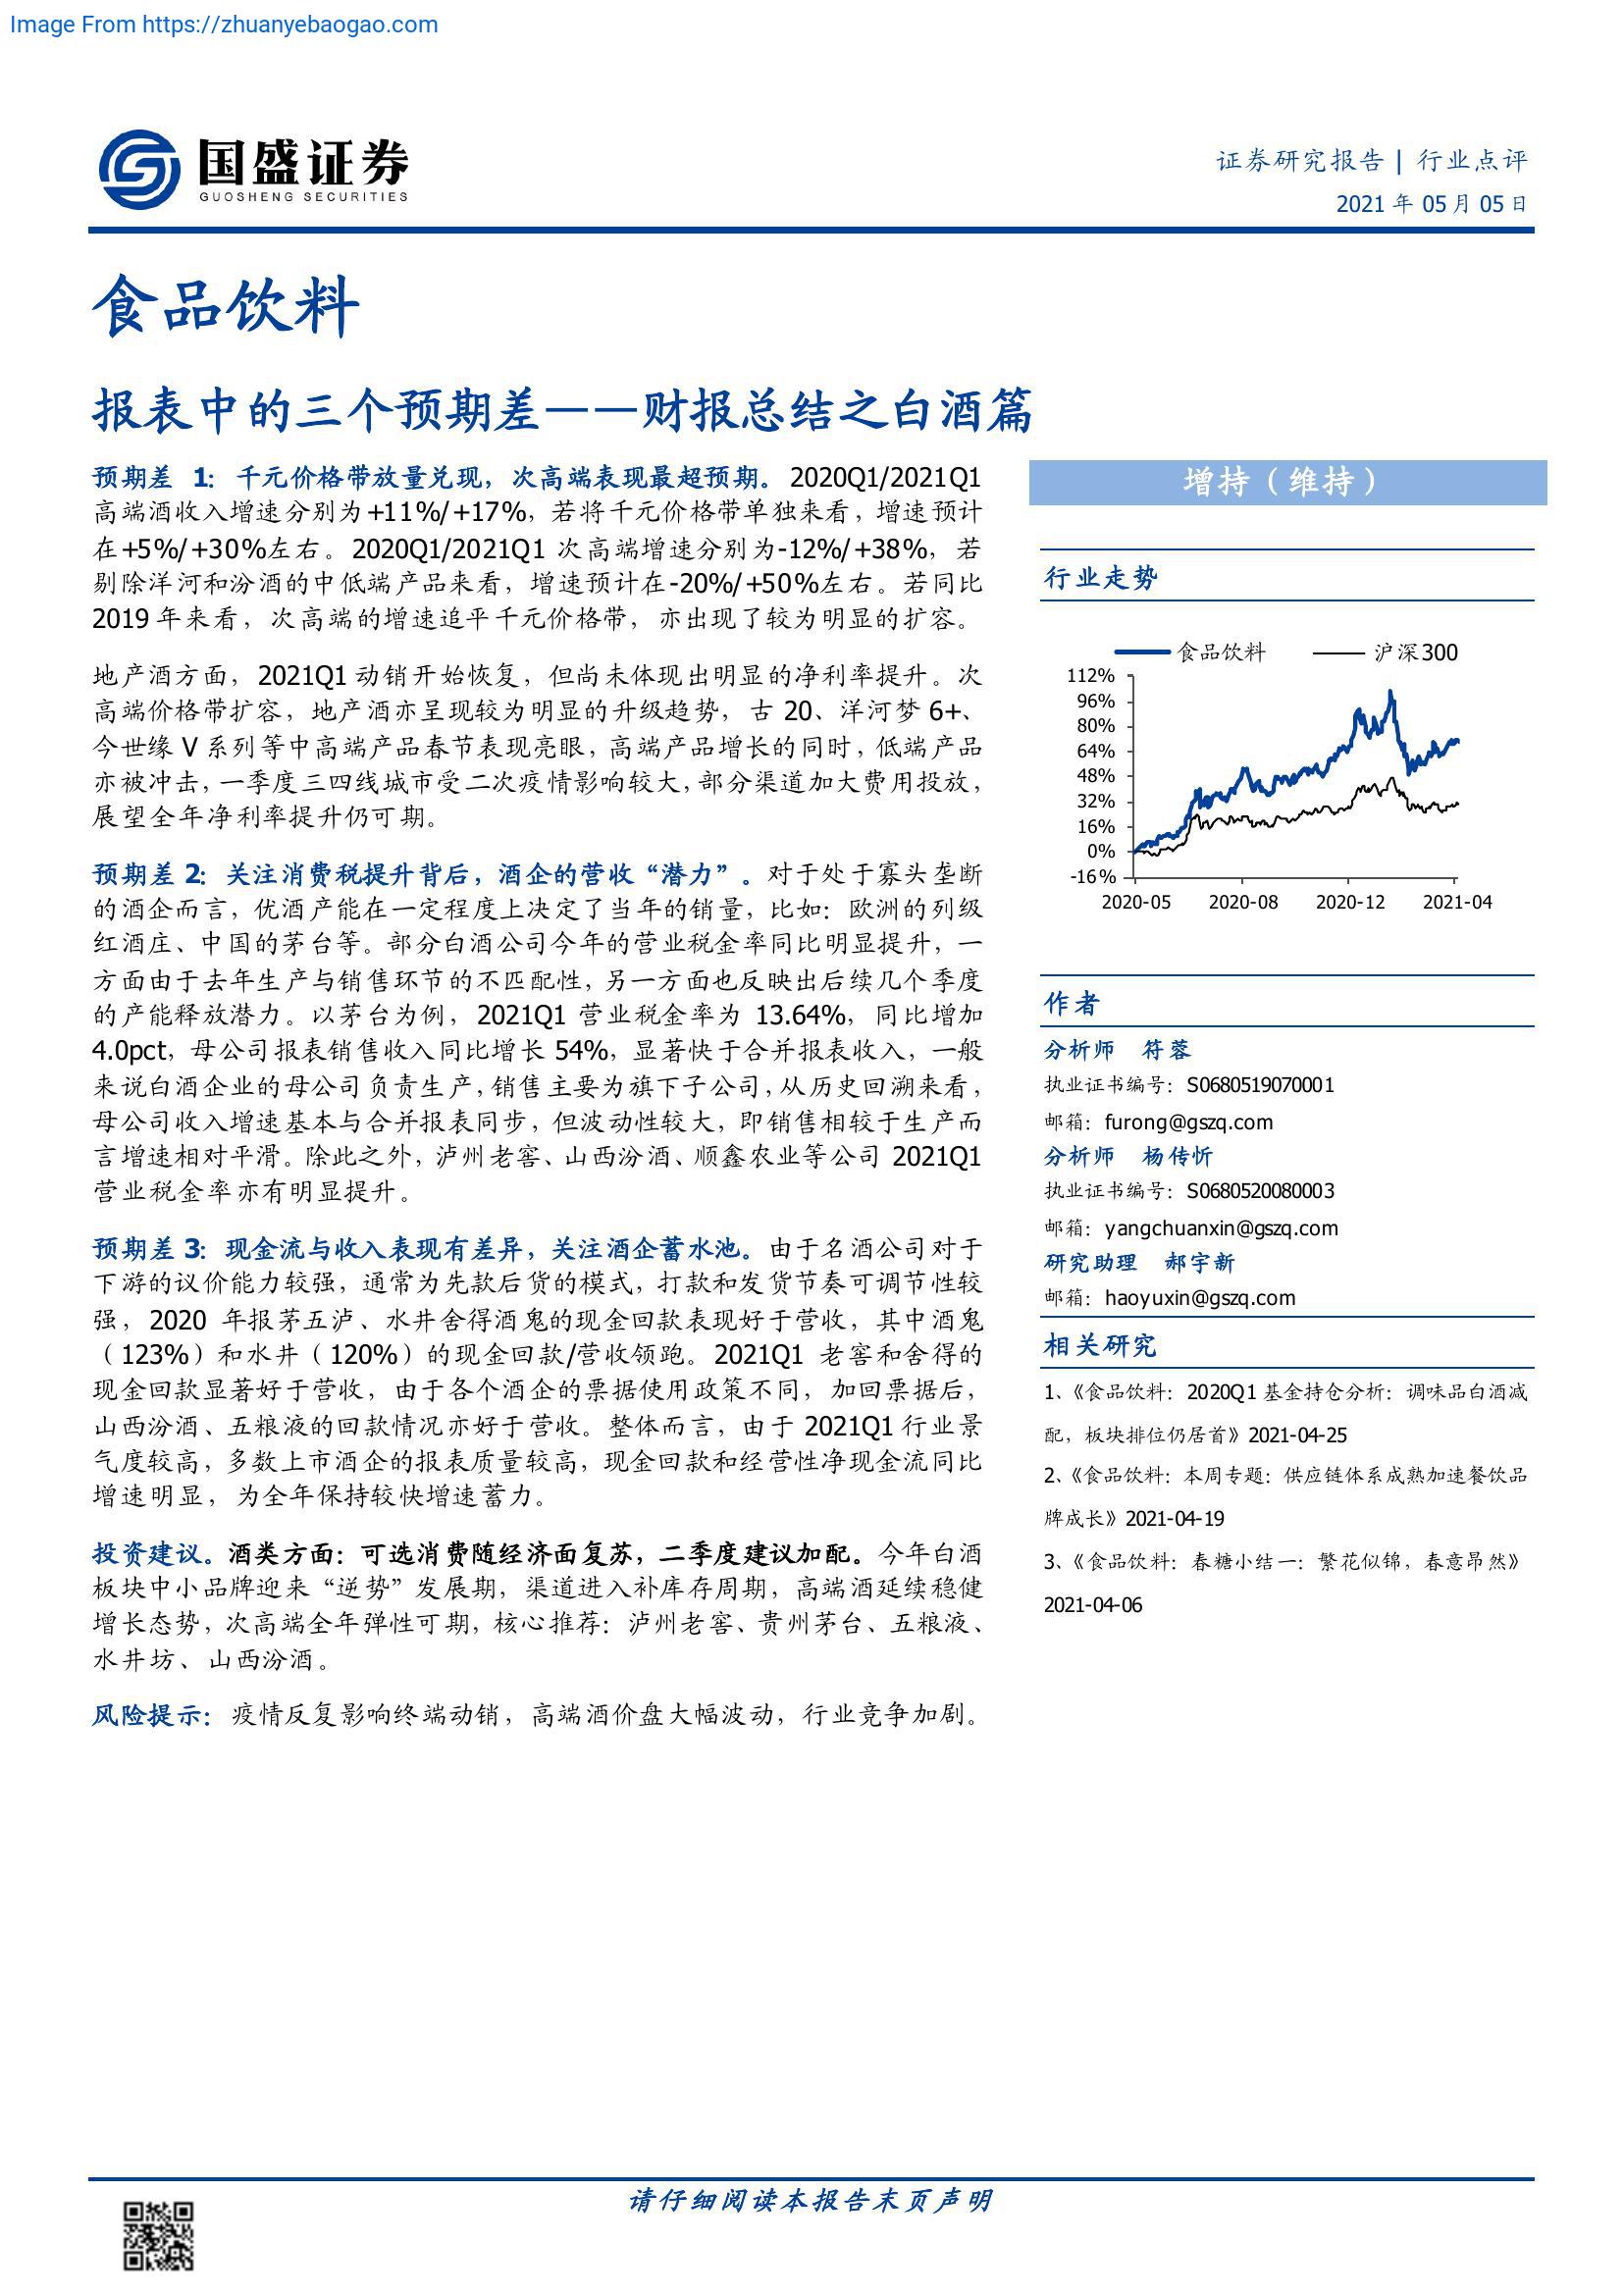 Image From https://zhuanyebaogao.com
国盛证券
GUOSHENG SECURITIES
证券研究报告 | 行业点评
2021 年 05 月 05 日
食品饮料
报表中的三个预期差——财报总结之白酒篇
预期差 1：千元价格带放量兑现，次高端表现最超预期。2020Q1/2021Q1
高端酒收入增速分别为+11%/+17%，若将千元价格带单独来看，增速预计
在+5%/+30%左右。2020Q1/2021Q1 次高端增速分别为-12%/+38%，若
剔除洋河和汾酒的中低端产品来看，增速预计在-20%/+50%左右。若同比
2019 年来看，次高端的增速追平千元价格带，亦出现了较为明显的扩容。
地产酒方面，2021Q1 动销开始恢复，但尚未体现出明显的净利率提升。次
高端价格带扩容，地产酒亦呈现较为明显的升级趋势，古 20、洋河梦 6+、
今世缘 V 系列等中高端产品春节表现亮眼，高端产品增长的同时，低端产品
亦被冲击，一季度三四线城市受二次疫情影响较大，部分渠道加大费用投放，
展望全年净利率提升仍可期。
预期差 2：关注消费税提升背后，酒企的营收“潜力”。对于处于寡头垄断
的酒企而言，优酒产能在一定程度上决定了当年的销量，比如：欧洲的列级
红酒庄、中国的茅台等。部分白酒公司今年的营业税金率同比明显提升，一
方面由于去年生产与销售环节的不匹配性，另一方面也反映出后续几个季度
的产能释放潜力。以茅台为例，2021Q1 营业税金率为 13.64%，同比增加
4.0pct，母公司报表销售收入同比增长 54%，显著快于合并报表收入，一般
来说白酒企业的母公司负责生产，销售主要为旗下子公司，从历史回溯来看，
母公司收入增速基本与合并报表同步，但波动性较大，即销售相较于生产而
言增速相对平滑。除此之外，泸州老窖、山西汾酒、顺鑫农业等公司 2021Q1
营业税金率亦有明显提升。
预期差 3：现金流与收入表现有差异，关注酒企蓄水池。由于名酒公司对于
下游的议价能力较强，通常为先款后货的模式，打款和发货节奏可调节性较
强，2020 年报茅五泸、水井舍得酒鬼的现金回款表现好于营收，其中酒鬼
（123%）和水井（120%）的现金回款/营收领跑。2021Q1 老窖和舍得的
现金回款显著好于营收，由于各个酒企的票据使用政策不同，加回票据后，
山西汾酒、五粮液的回款情况亦好于营收。整体而言，由于 2021Q1 行业景
气度较高，多数上市酒企的报表质量较高，现金回款和经营性净现金流同比
增速明显，为全年保持较快增速蓄力。
投资建议。酒类方面：可选消费随经济面复苏，二季度建议加配。今年白酒
板块中小品牌迎来“逆势”发展期，渠道进入补库存周期，高端酒延续稳健
增长态势，次高端全年弹性可期，核心推荐：泸州老窖、贵州茅台、五粮液、
水井坊、山西汾酒。
风险提示：疫情反复影响终端动销，高端酒价盘大幅波动，行业竞争加剧。
增持（维持）
行业走势
食品饮料 沪深300
112%
96%
80%
64%
48%
32%
16%
0%
-16%
2020-05 2020-08 2020-12 2021-04
作者
分析师 符蓉
执业证书编号：S0680519070001
邮箱：furong@gszq.com
分析师 杨传忻
执业证书编号：S0680520080003
邮箱：yangchuanxin@gszq.com
研究助理 郝宇新
邮箱：haoyuxin@gszq.com
相关研究
1、《食品饮料：2020Q1 基金持仓分析：调味品白酒减
配，板块排位仍居首》2021-04-25
2、《食品饮料：本周专题：供应链体系成熟加速餐饮品
牌成长》2021-04-19
3、《食品饮料：春糖小结一：繁花似锦，春意昂然》
2021-04-06
请仔细阅读本报告末页声明